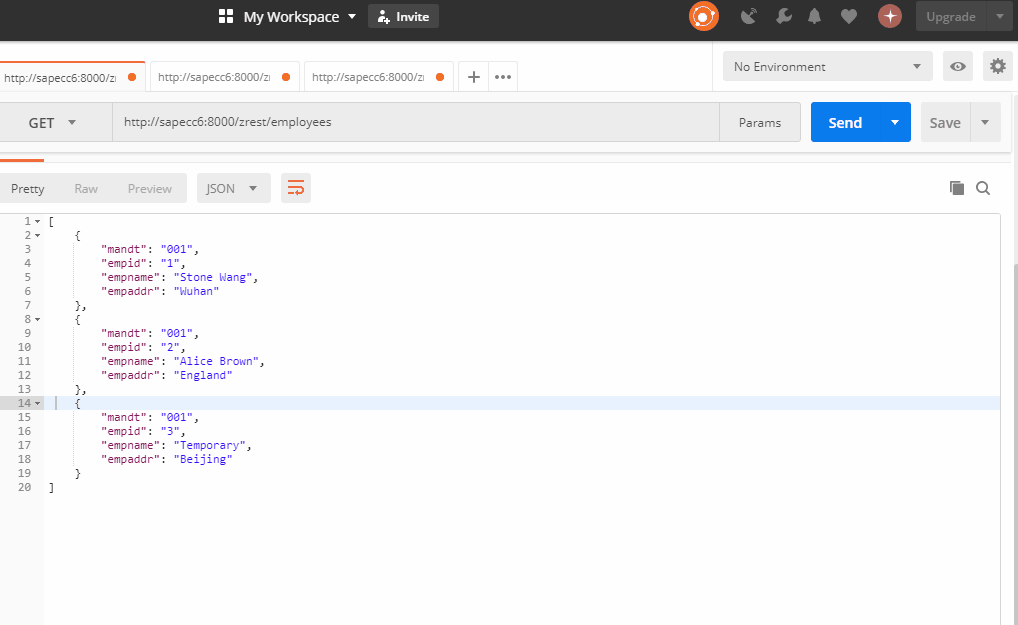 My Workspace Invite Upgrade
http://sapecc6:8000/z http://sapecc6:8000/z http://sapecc6:8000/z No Environment
GET http://sapecc6:8000/zrest/employees Params Send Save
Pretty Raw Preview JSON
1 [
2 {
3 "mandt": "001",
4 "empid": "1",
5 "empname": "Stone Wang",
6 "empaddr": "Wuhan"
7 },
8 {
9 "mandt": "001",
10 "empid": "2",
11 "empname": "Alice Brown",
12 "empaddr": "England"
13 },
14 {
15 "mandt": "001",
16 "empid": "3",
17 "empname": "Temporary",
18 "empaddr": "Beijing"
19 }
20 ]